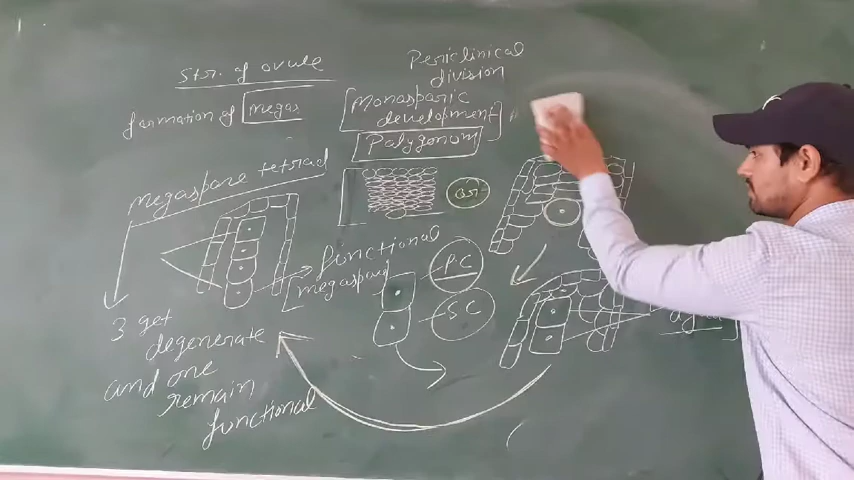 Str. of ovule
formation of megas
Periclinical
division
Monosporic
development
Polygonum
megaspore tetrad
functional
megaspore
PC
SC
3 get
degenerate
and one
remain
functional